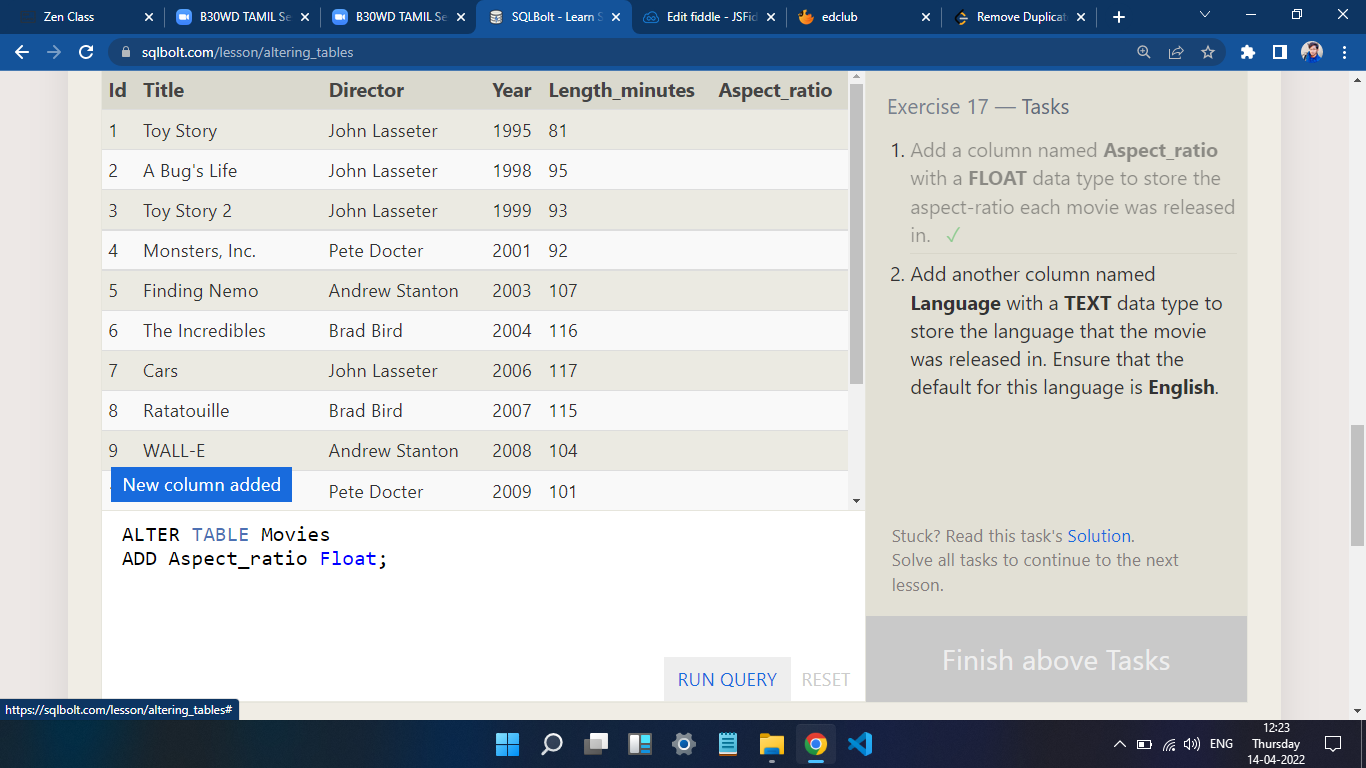 Zen Class
B30WD TAMIL Se
B30WD TAMIL Se
SQLBolt - Learn S
Edit fiddle - JSFid
edclub
Remove Duplicat
sqlbolt.com/lesson/altering_tables
Id Title Director Year Length_minutes Aspect_ratio
1 Toy Story John Lasseter 1995 81
2 A Bug's Life John Lasseter 1998 95
3 Toy Story 2 John Lasseter 1999 93
4 Monsters, Inc. Pete Docter 2001 92
5 Finding Nemo Andrew Stanton 2003 107
6 The Incredibles Brad Bird 2004 116
7 Cars John Lasseter 2006 117
8 Ratatouille Brad Bird 2007 115
9 WALL-E Andrew Stanton 2008 104
Pete Docter 2009 101
New column added
ALTER TABLE Movies
ADD Aspect_ratio Float;
RUN QUERY RESET
Exercise 17 — Tasks
1. Add a column named Aspect_ratio
with a FLOAT data type to store the
aspect-ratio each movie was released
in. ✓
2. Add another column named
Language with a TEXT data type to
store the language that the movie
was released in. Ensure that the
default for this language is English.
Stuck? Read this task's Solution.
Solve all tasks to continue to the next
lesson.
Finish above Tasks
https://sqlbolt.com/lesson/altering_tables#
ENG
12:23
Thursday
14-04-2022